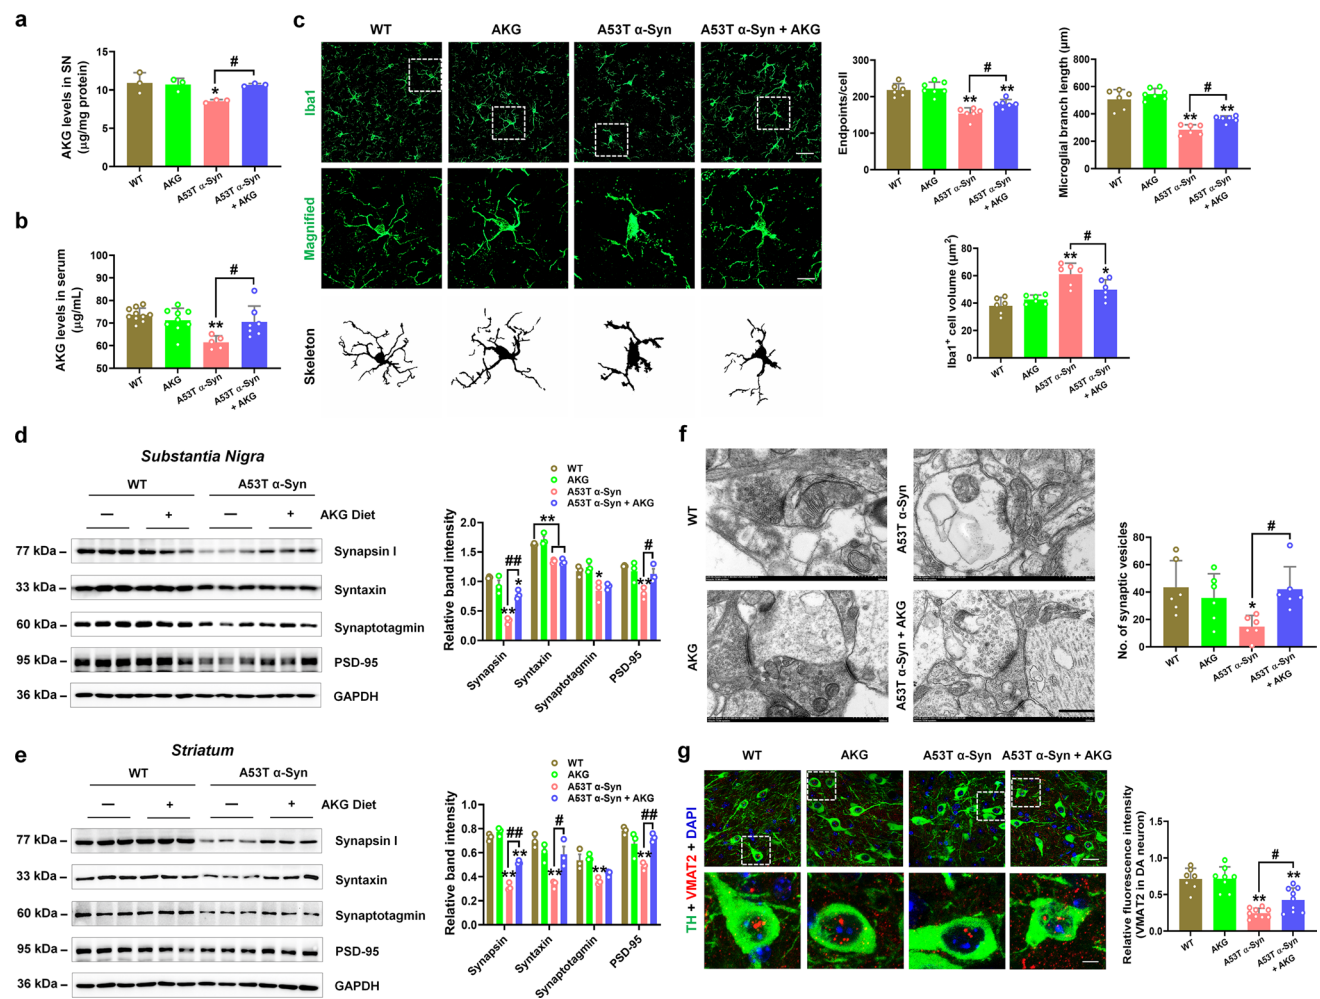 a
AKG levels in SN
(μg/mg protein)
15
10
5
0
*
#
WT
AKG
A53T α-Syn
A53T α-Syn
+ AKG
b
AKG levels in serum
(μg/mL)
100
90
80
70
60
50
**
#
WT
AKG
A53T α-Syn
A53T α-Syn
+ AKG
c
WT
AKG
A53T α-Syn
A53T α-Syn + AKG
Iba1
Magnified
Skeleton
Endpoints/cell
300
200
100
0
**
#
**
WT
AKG
A53T α-Syn
A53T α-Syn
+ AKG
Microglial branch length (μm)
800
600
400
200
0
**
#
**
WT
AKG
A53T α-Syn
A53T α-Syn
+ AKG
Iba1+ cell volume (μm2)
80
60
40
20
0
**
#
*
WT
AKG
A53T α-Syn
A53T α-Syn
+ AKG
d
Substantia Nigra
WT
A53T α-Syn
— + — + AKG Diet
77 kDa – Synapsin I
33 kDa – Syntaxin
60 kDa – Synaptotagmin
95 kDa – PSD-95
36 kDa – GAPDH
WT
AKG
A53T α-Syn
A53T α-Syn + AKG
Relative band intensity
2.0
1.5
1.0
0.5
0.0
**
##
*
**
*
**
#
Synapsin
Syntaxin
Synaptotagmin
PSD-95
e
Striatum
WT
A53T α-Syn
— + — + AKG Diet
77 kDa – Synapsin I
33 kDa – Syntaxin
60 kDa – Synaptotagmin
95 kDa – PSD-95
36 kDa – GAPDH
WT
AKG
A53T α-Syn
A53T α-Syn + AKG
Relative band intensity
1.0
0.8
0.6
0.4
0.2
0.0
**
##
**
**
#
**
**
##
Synapsin
Syntaxin
Synaptotagmin
PSD-95
f
WT
A53T α-Syn
AKG
A53T α-Syn + AKG
No. of synaptic vesicles
100
80
60
40
20
0
*
#
WT
AKG
A53T α-Syn
A53T α-Syn
+ AKG
g
WT
AKG
A53T α-Syn
A53T α-Syn + AKG
TH + VMAT2 + DAPI
Relative fluorescence intensity
(VMAT2 in DA neuron)
1.5
1.0
0.5
0.0
**
#
**
WT
AKG
A53T α-Syn
A53T α-Syn
+ AKG